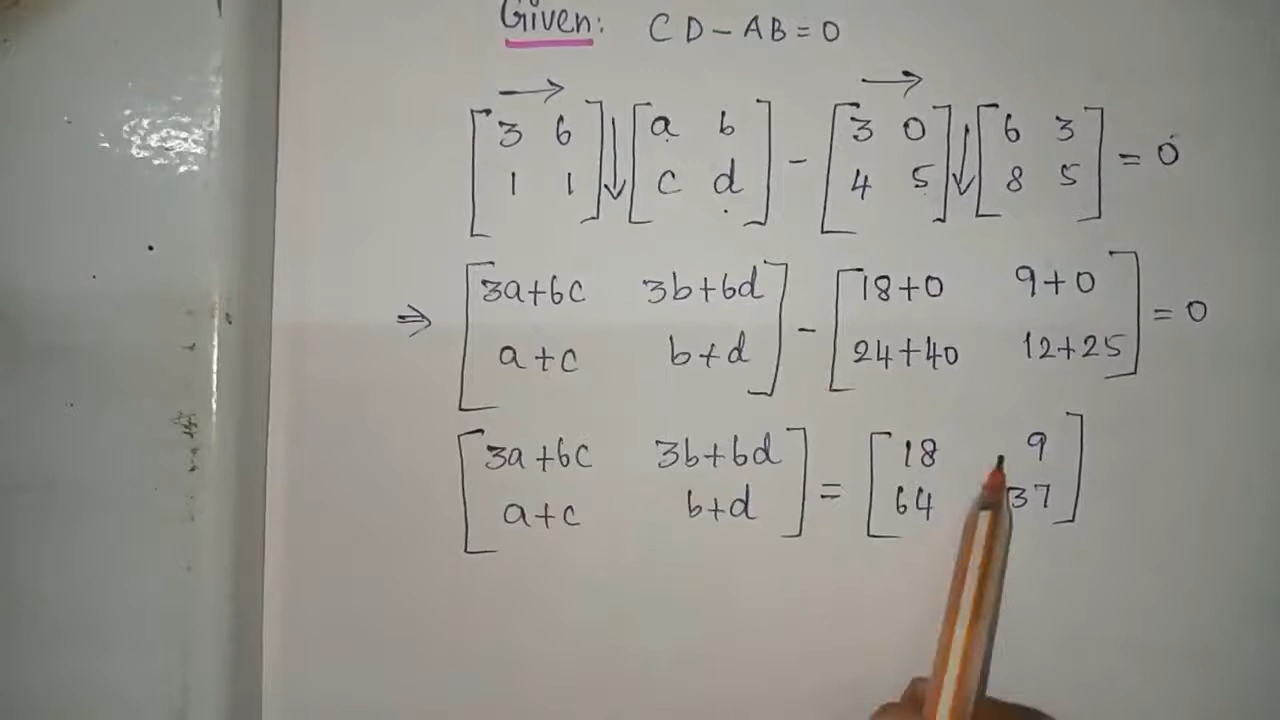 Given: CD-AB=0
[3 6 [a b - [3 0 [6 3 = 0
1 1] c d] 4 5] 8 5]
⇒ [3a+6c 3b+6d - [18+0 9+0 = 0
a+c b+d] 24+40 12+25]
[3a+6c 3b+6d = [18 9
a+c b+d] 64 37]